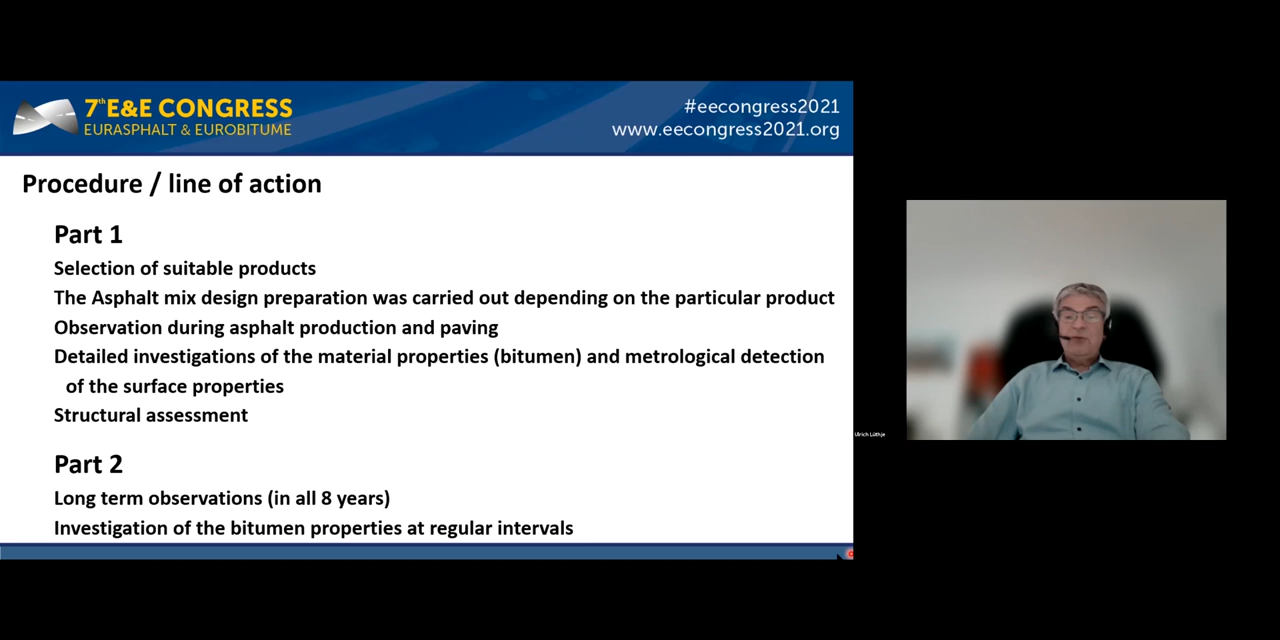 7th E&E CONGRESS
EURASPHALT & EUROBITUME
#eecongress2021
www.eecongress2021.org
Procedure / line of action
Part 1
Selection of suitable products
The Asphalt mix design preparation was carried out depending on the particular product
Observation during asphalt production and paving
Detailed investigations of the material properties (bitumen) and metrological detection
of the surface properties
Structural assessment
Part 2
Long term observations (in all 8 years)
Investigation of the bitumen properties at regular intervals
Ulrich Lüthje